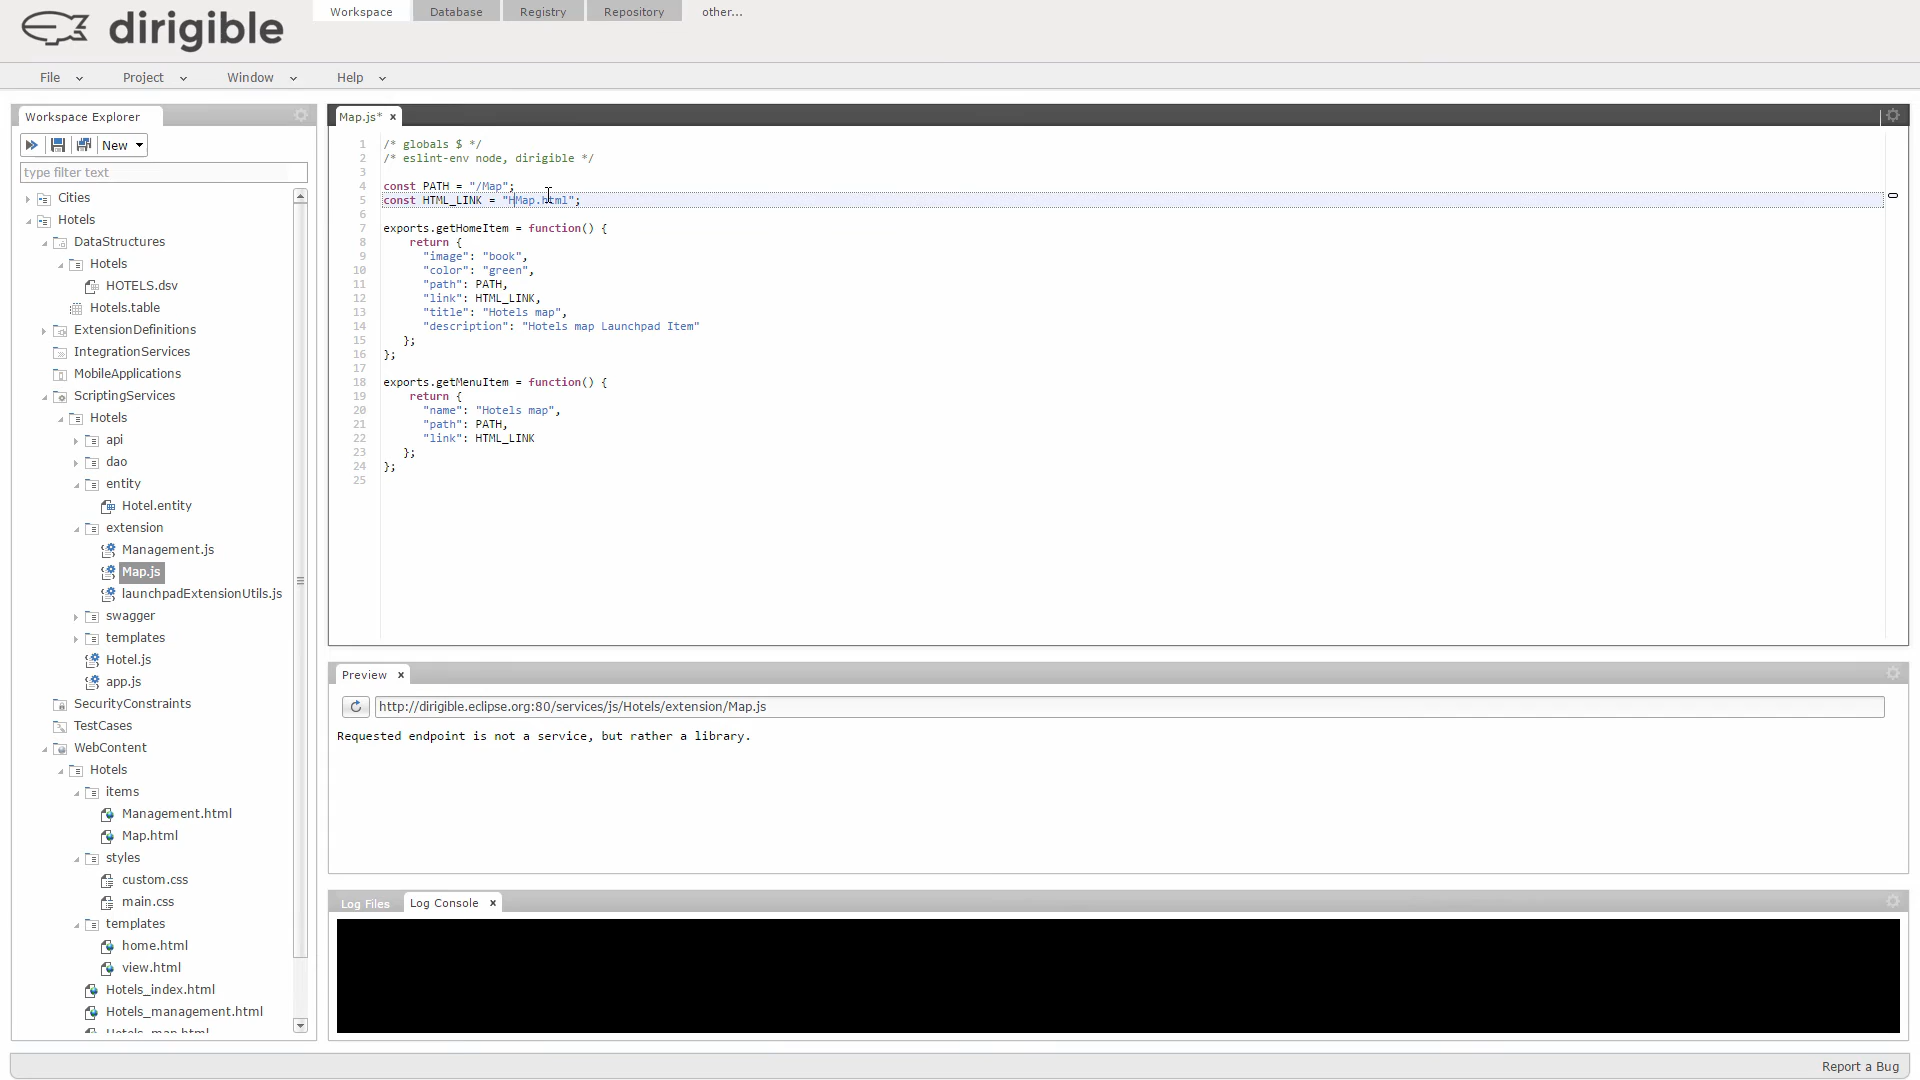 dirigible
Workspace Database Registry Repository other...
File Project Window Help
Workspace Explorer
New
type filter text
Cities
Hotels
DataStructures
Hotels
HOTELS.dsv
Hotels.table
ExtensionDefinitions
IntegrationServices
MobileApplications
ScriptingServices
Hotels
api
dao
entity
Hotel.entity
extension
Management.js
Map.js
launchpadExtensionUtils.js
swagger
templates
Hotel.js
app.js
SecurityConstraints
TestCases
WebContent
Hotels
items
Management.html
Map.html
styles
custom.css
main.css
templates
home.html
view.html
Hotels_index.html
Hotels_management.html
Hotels_map.html
Map.js*
1 /* globals $ */
2 /* eslint-env node, dirigible */
3
4 const PATH = "/Map";
5 const HTML_LINK = "HMap.html";
6
7 exports.getHomeItem = function() {
8 return {
9 "image": "book",
10 "color": "green",
11 "path": PATH,
12 "link": HTML_LINK,
13 "title": "Hotels map",
14 "description": "Hotels map Launchpad Item"
15 };
16 };
17
18 exports.getMenuItem = function() {
19 return {
20 "name": "Hotels map",
21 "path": PATH,
22 "link": HTML_LINK
23 };
24 };
25
Preview
http://dirigible.eclipse.org:80/services/js/Hotels/extension/Map.js
Requested endpoint is not a service, but rather a library.
Log Files Log Console
Report a Bug